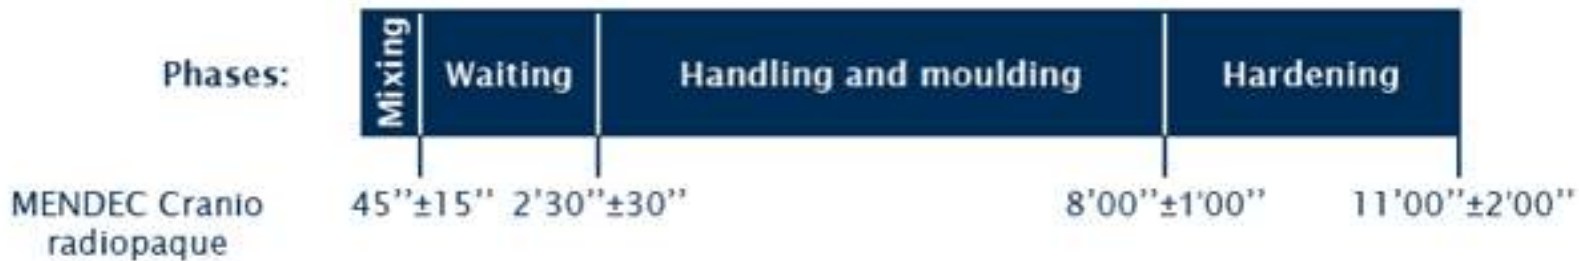 Mixing
Phases: Waiting Handling and moulding Hardening
MENDEC Cranio 45’’±15’’ 2’30’’±30’’ 8’00’’±1’00’’ 11’00’’±2’00’’
radiopaque